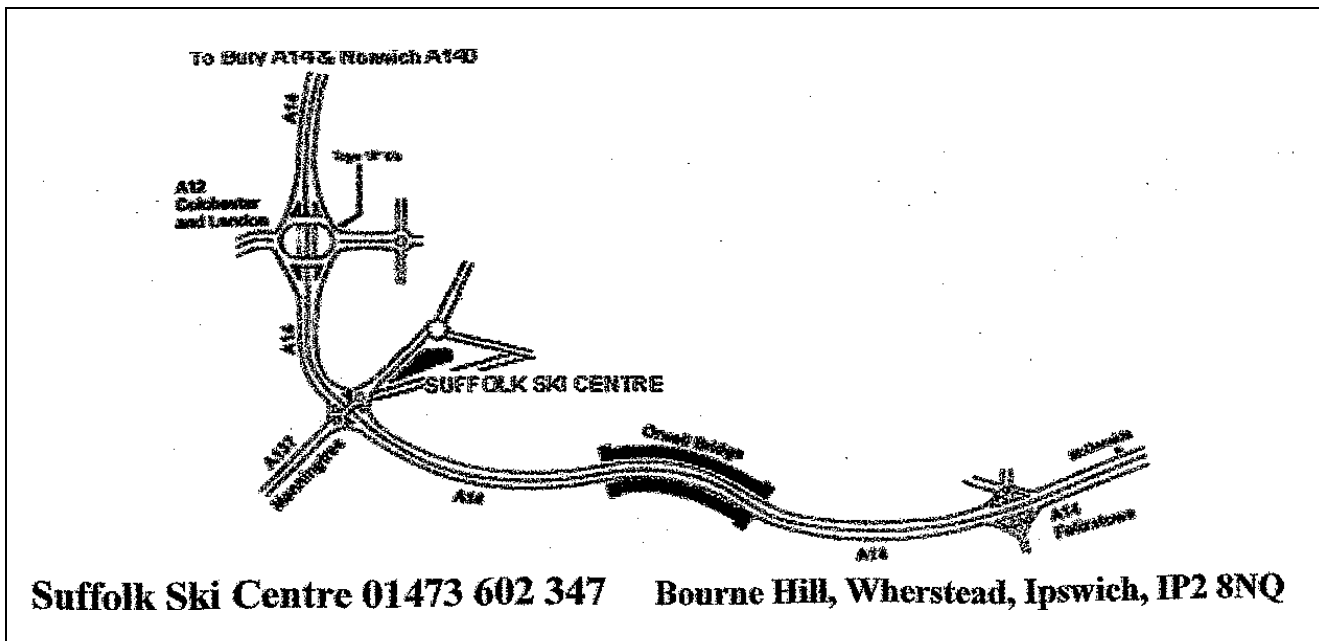 To Bury A14 & Norwich A140
A14
A12
Colchester
and London
A14
SUFFOLK SKI CENTRE
A137
Manningtree
Orwell Bridge
A14
A14
Felixstowe
A14
Suffolk Ski Centre 01473 602 347 Bourne Hill, Wherstead, Ipswich, IP2 8NQ